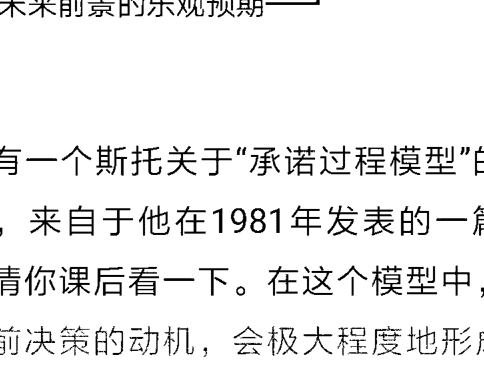 未来前景的乐观预期——
有一个斯托关于“承诺过程模型”的
，来自于他在1981年发表的一篇
请你课后看一下。在这个模型中，
前决策的动机，会极大程度地形成